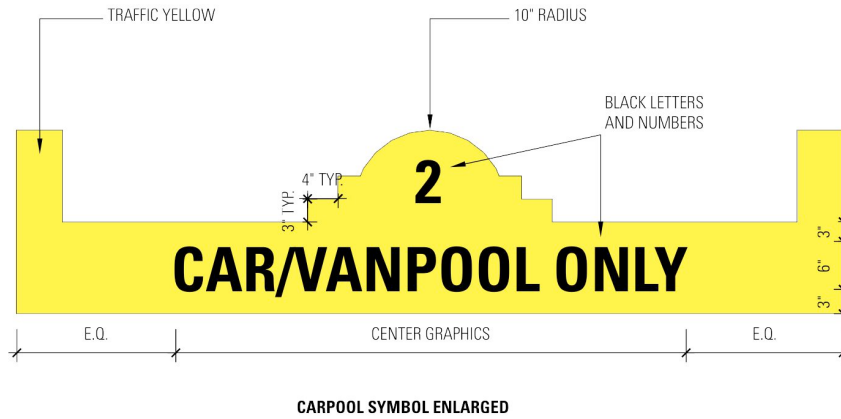 TRAFFIC YELLOW
10" RADIUS
BLACK LETTERS
AND NUMBERS
4" TYP.
2
3" TYP.
3"
CAR/VANPOOL ONLY
6"
3"
E.Q.
CENTER GRAPHICS
E.Q.
CARPOOL SYMBOL ENLARGED